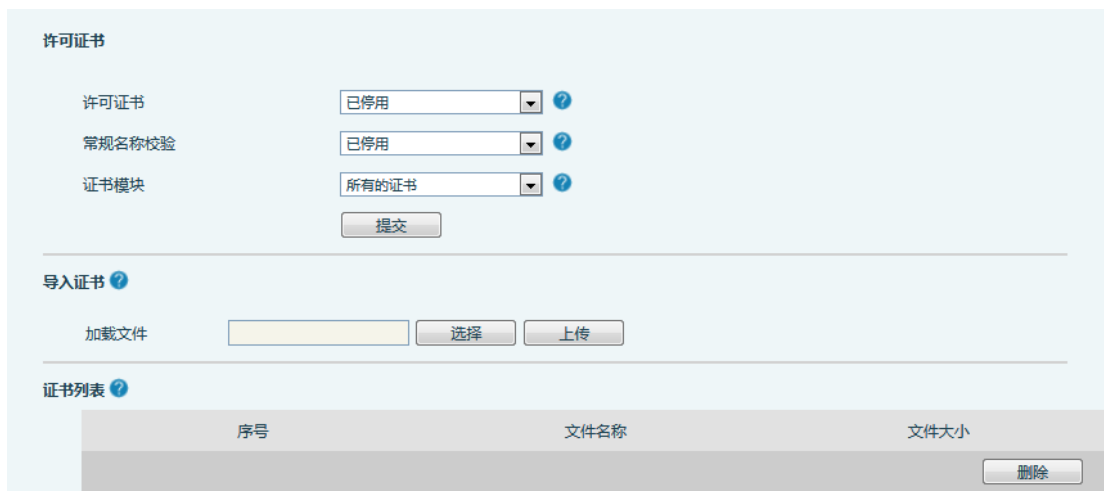 许可证书
许可证书 已停用
常规名称校验 已停用
证书模块 所有的证书
提交
导入证书
加载文件 选择 上传
证书列表
序号 文件名称 文件大小
删除